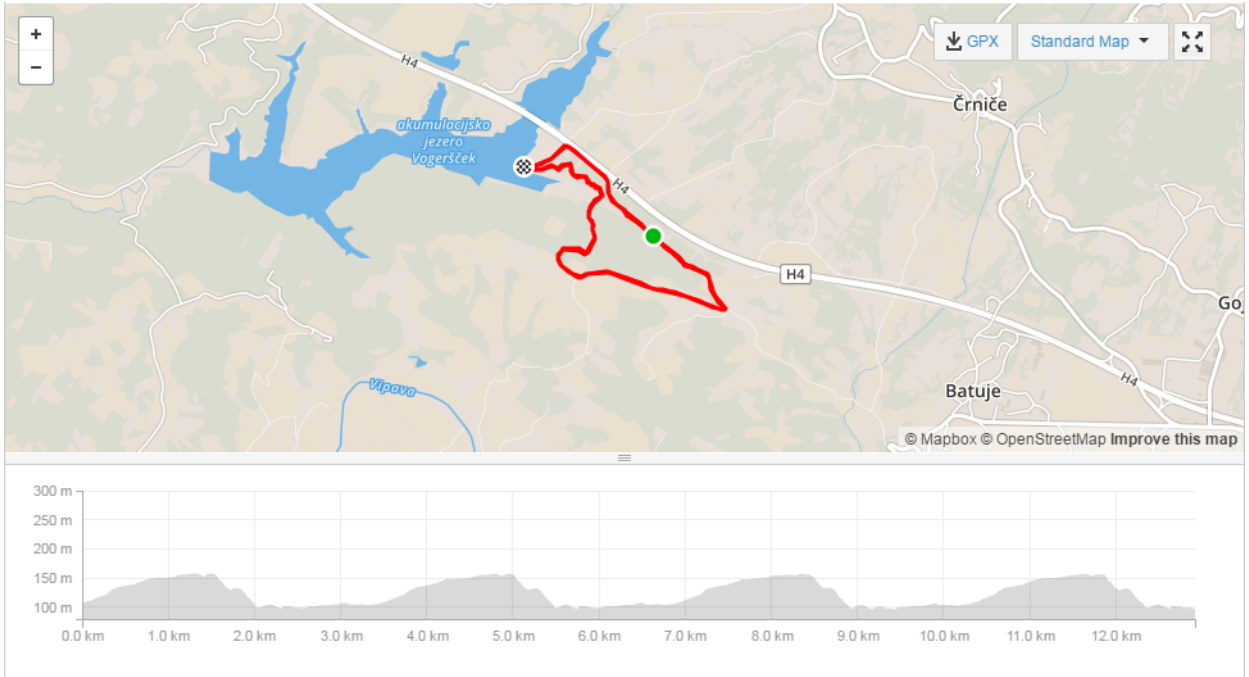 +
−
GPX
Standard Map
H4
Črniče
akumulacijsko
jezero
Vogeršček
H4
H4
Goj
Batuje
H4
Vipava
© Mapbox © OpenStreetMap Improve this map
300 m
250 m
200 m
150 m
100 m
0.0 km 1.0 km 2.0 km 3.0 km 4.0 km 5.0 km 6.0 km 7.0 km 8.0 km 9.0 km 10.0 km 11.0 km 12.0 km